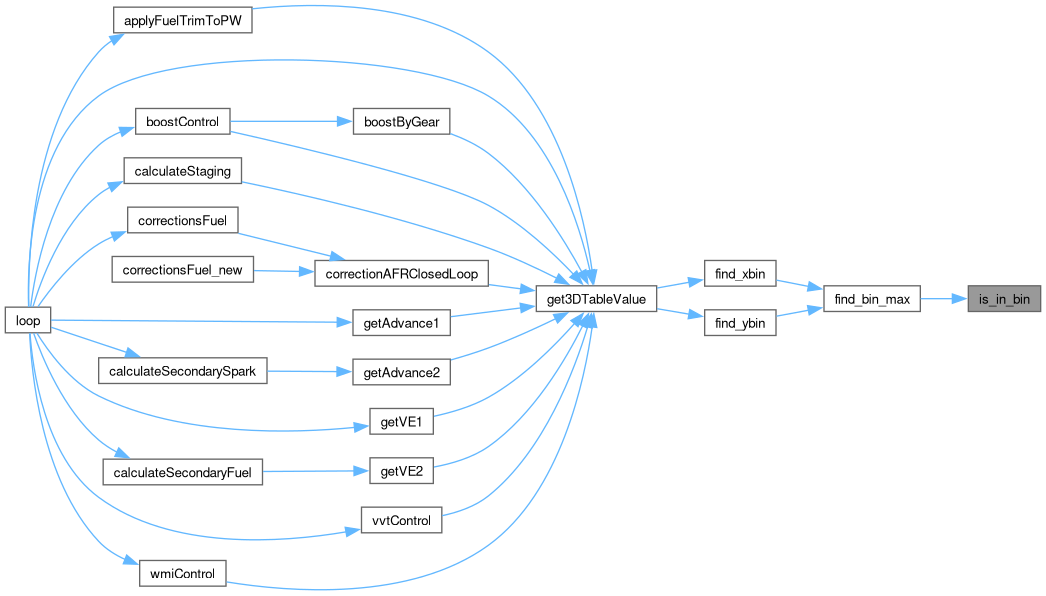 applyFuelTrimToPW
boostControl
boostByGear
calculateStaging
correctionsFuel
correctionsFuel_new
correctionAFRClosedLoop
find_xbin
get3DTableValue
find_bin_max
is_in_bin
loop
getAdvance1
find_ybin
calculateSecondarySpark
getAdvance2
getVE1
calculateSecondaryFuel
getVE2
vvtControl
wmiControl